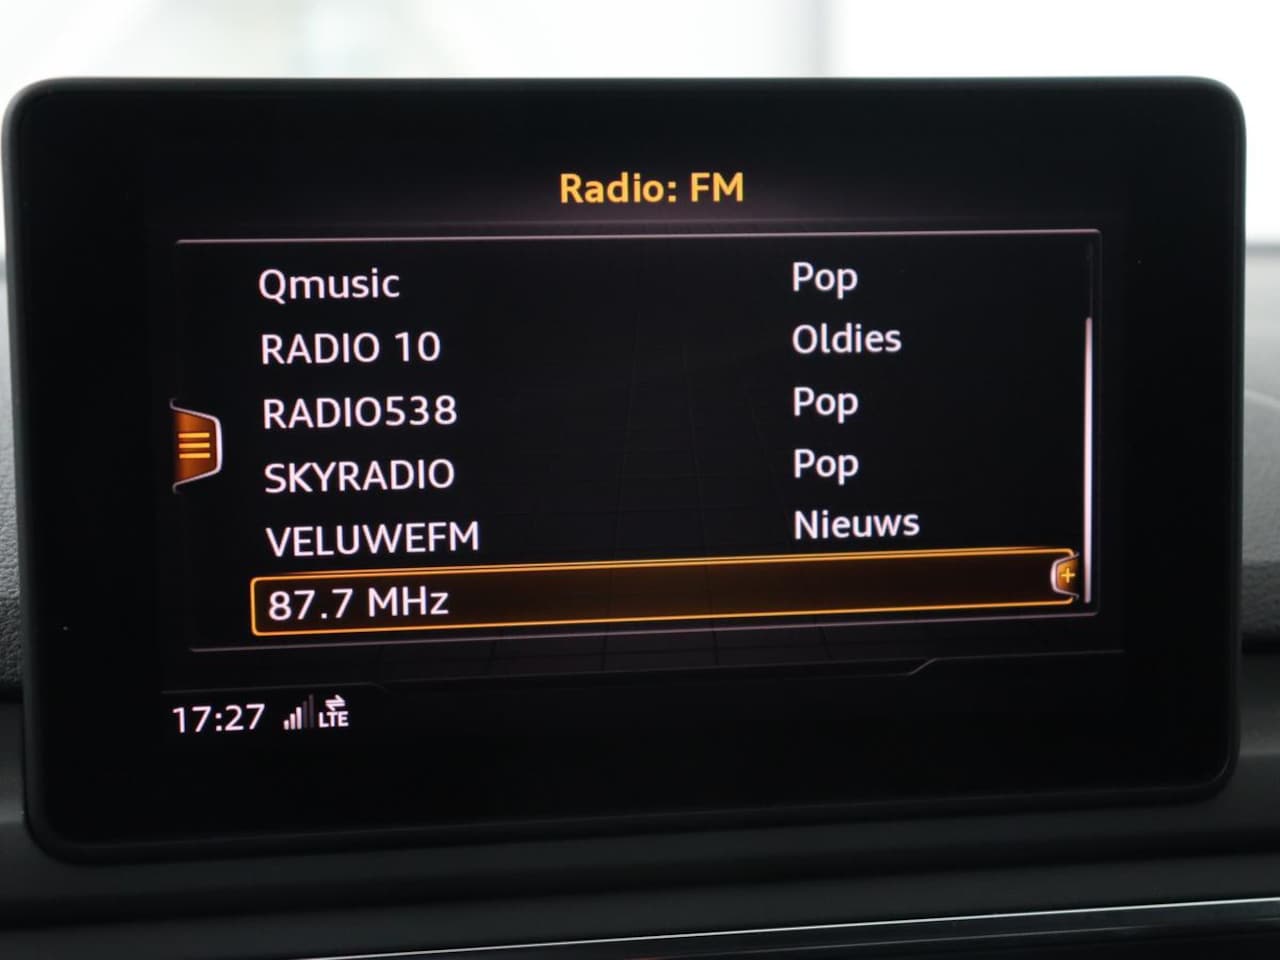 Radio: FM
Qmusic Pop
RADIO 10 Oldies
RADIO538 Pop
SKYRADIO Pop
VELUWEFM Nieuws
87.7 MHz +
17:27 LTE